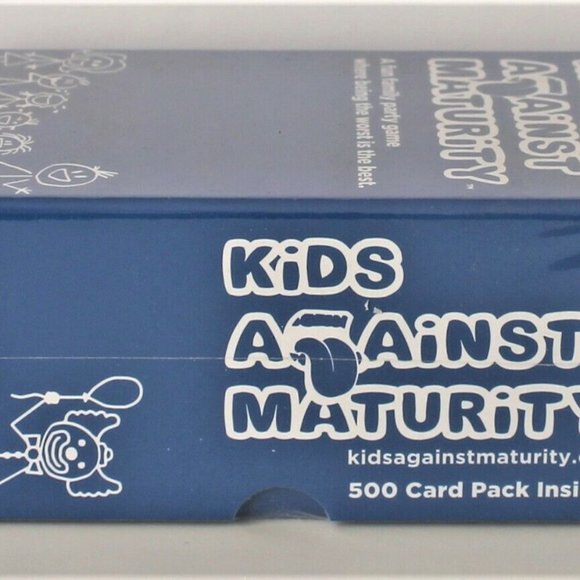 AGAINST
MATURiTY™
A fun family party game
where being the worst is the best.
KiDS
AGAiNST
MATURiTY
kidsagainstmaturity.
500 Card Pack Insi